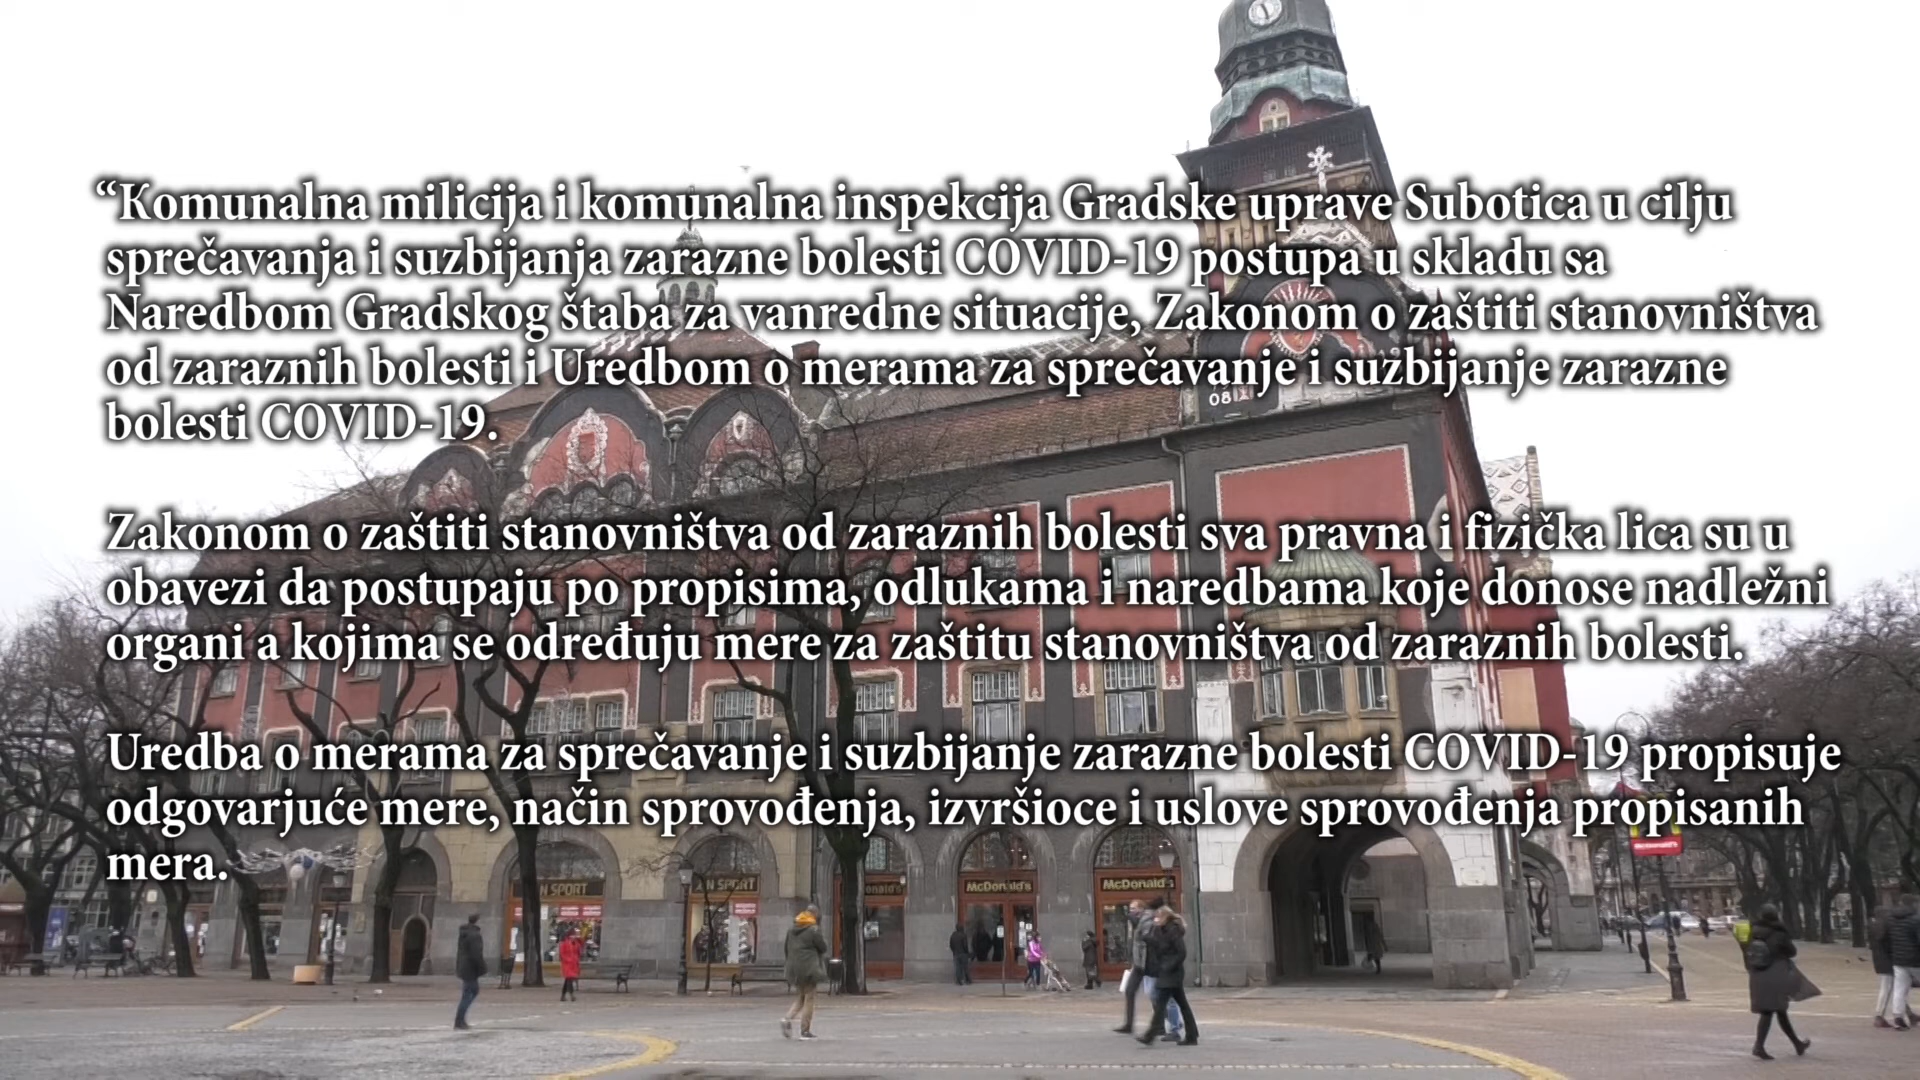 “Komunalna milicija i komunalna inspekcija Gradske uprave Subotica u cilju
sprečavanja i suzbijanja zarazne bolesti COVID-19 postupa u skladu sa
Naredbom Gradskog štaba za vanredne situacije, Zakonom o zaštiti stanovništva
od zaraznih bolesti i Uredbom o merama za sprečavanje i suzbijanje zarazne
bolesti COVID-19.
Zakonom o zaštiti stanovništva od zaraznih bolesti sva pravna i fizička lica su u
obavezi da postupaju po propisima, odlukama i naredbama koje donose nadležni
organi a kojima se određuju mere za zaštitu stanovništva od zaraznih bolesti.
Uredba o merama za sprečavanje i suzbijanje zarazne bolesti COVID-19 propisuje
odgovarjuće mere, način sprovođenja, izvršioce i uslove sprovođenja propisanih
mera.
08
N SPORT
N SPORT
McDonald's
McDonald's
McDonald's